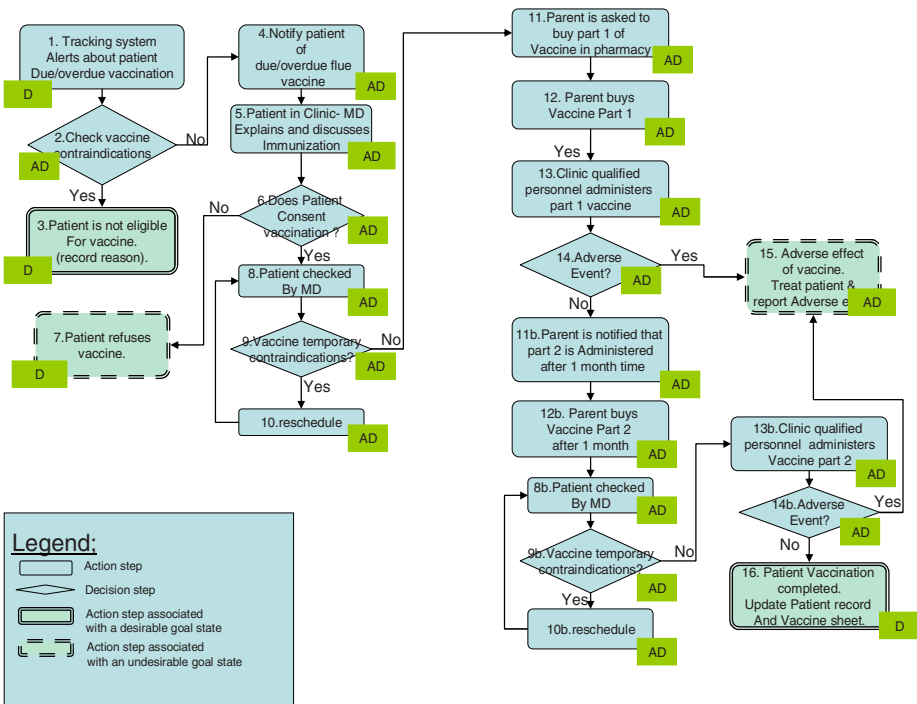 1. Tracking system
Alerts about patient
Due/overdue vaccination
D
2.Check vaccine
contraindications
AD
No
Yes
3.Patient is not eligible
For vaccine.
(record reason).
D
4.Notify patient
of
due/overdue flue
vaccine
AD
5.Patient in Clinic- MD
Explains and discusses
Immunization.
AD
6.Does Patient
Consent
vaccination ?
AD
No
Yes
7.Patient refuses
vaccine.
D
8.Patient checked
By MD
AD
9.Vaccine temporary
contraindications?
AD
No
Yes
10.reschedule
AD
11.Parent is asked to
buy part 1 of
Vaccine in pharmacy
AD
12. Parent buys
Vaccine Part 1
AD
Yes
13.Clinic qualified
personnel administers
part 1 vaccine
AD
14.Adverse
Event?
AD
Yes
No
15. Adverse effect
of vaccine.
Treat patient &
report Adverse
AD
11b.Parent is notified that
part 2 is Administered
after 1 month time
AD
12b. Parent buys
Vaccine Part 2
after 1 month
AD
8b.Patient checked
By MD
AD
9b.Vaccine temporary
contraindications?
AD
No
Yes
10b.reschedule
AD
13b.Clinic qualified
personnel administers
Vaccine part 2
AD
14b.Adverse
Event?
AD
Yes
No
16. Patient Vaccination
completed.
Update Patient record
And Vaccine sheet.
D
Legend;
Action step
Decision step
Action step associated
with a desirable goal state
Action step associated
with an undesirable goal state